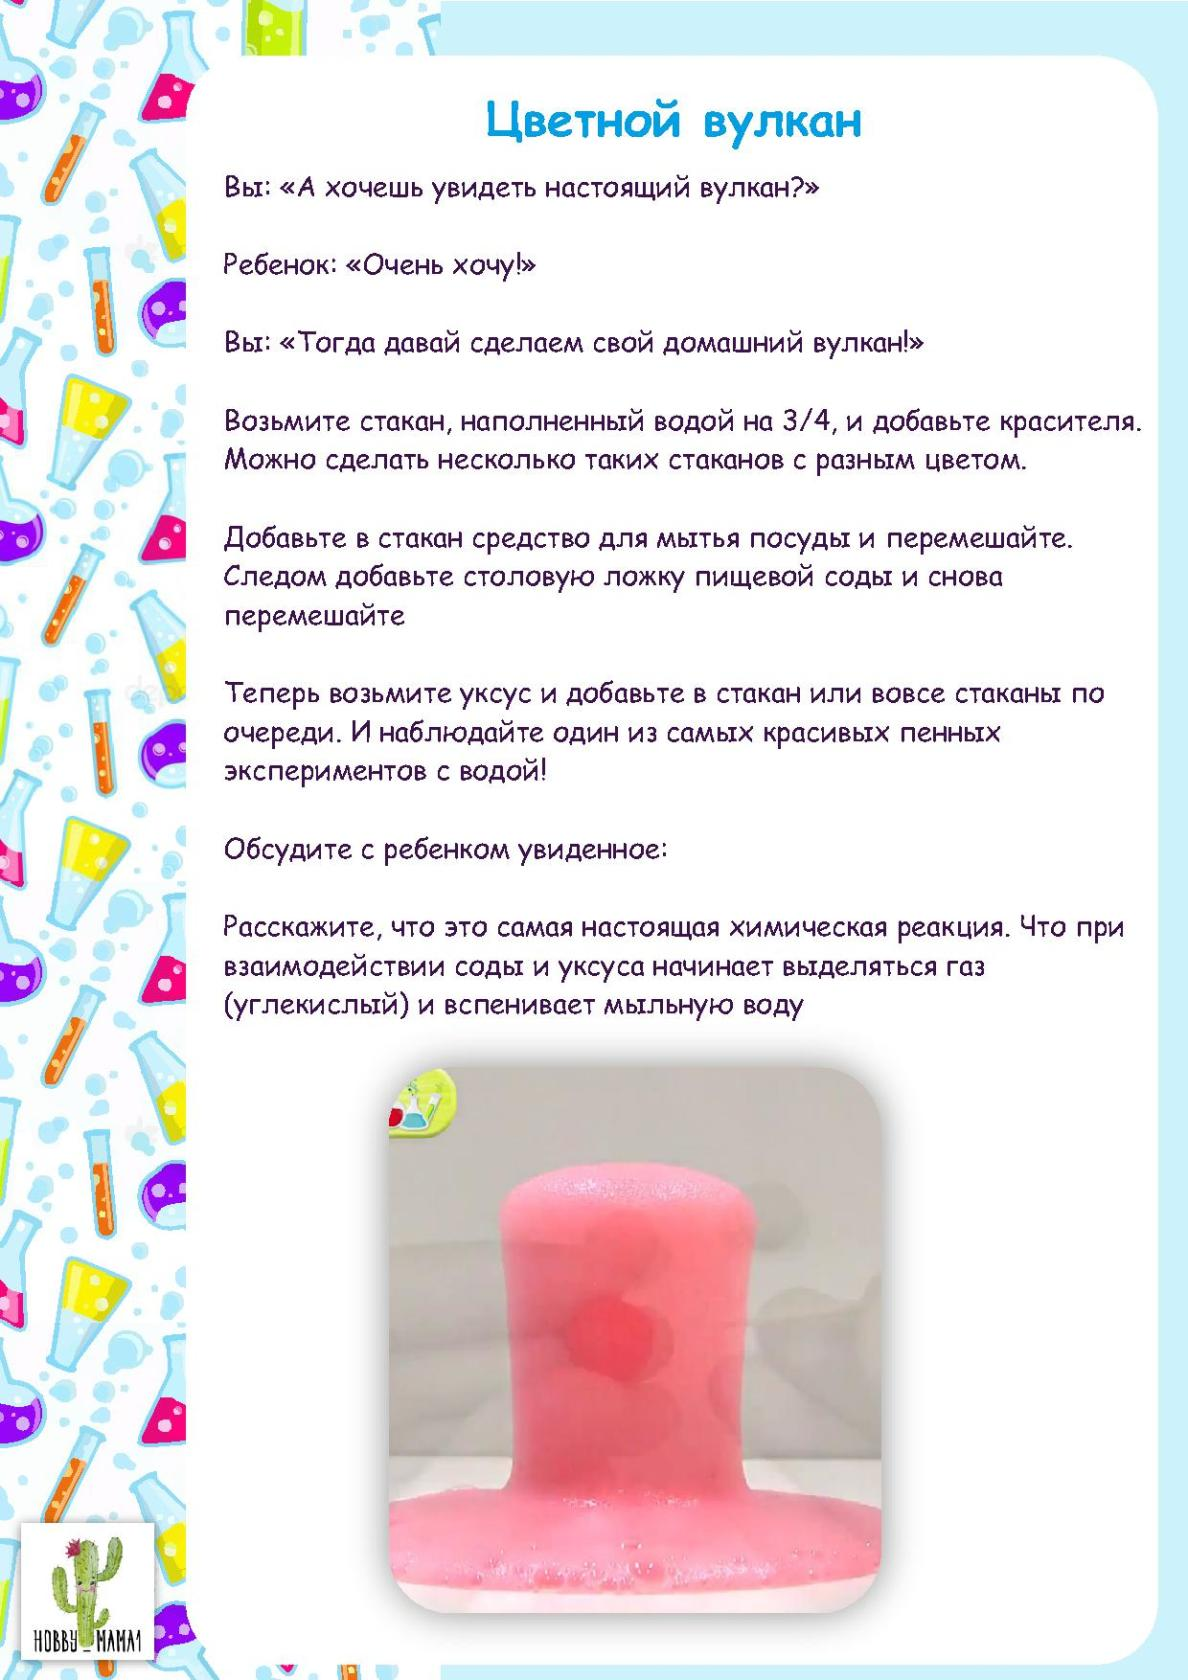 Цветной вулкан
Вы: «А хочешь увидеть настоящий вулкан?»
Ребенок: «Очень хочу!»
Вы: «Тогда давай сделаем свой домашний вулкан!»
Возьмите стакан, наполненный водой на 3/4, и добавьте красителя.
Можно сделать несколько таких стаканов с разным цветом.
Добавьте в стакан средство для мытья посуды и перемешайте.
Следом добавьте столовую ложку пищевой соды и снова
перемешайте
Теперь возьмите уксус и добавьте в стакан или вовсе стаканы по
очереди. И наблюдайте один из самых красивых пенных
экспериментов с водой!
Обсудите с ребенком увиденное:
Расскажите, что это самая настоящая химическая реакция. Что при
взаимодействии соды и уксуса начинает выделяться газ
(углекислый) и вспенивает мыльную воду
HOBBY_MAMA1